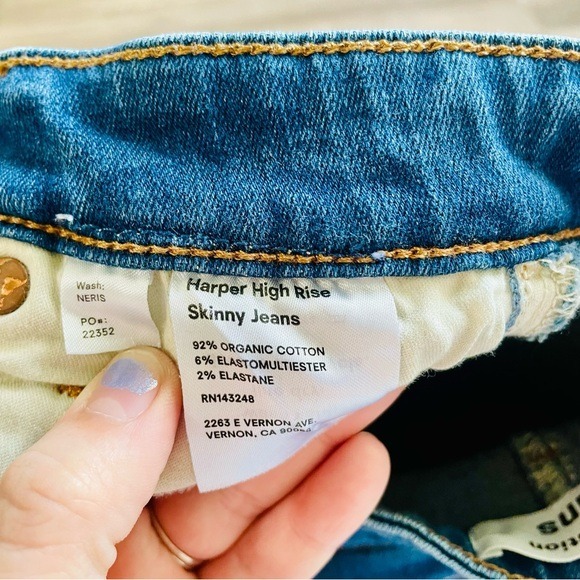 Wash:
NERIS
PO#:
22352
Harper High Rise
Skinny Jeans
92% ORGANIC COTTON
6% ELASTOMULTIESTER
2% ELASTANE
RN143248
2263 E VERNON AVE
VERNON, CA